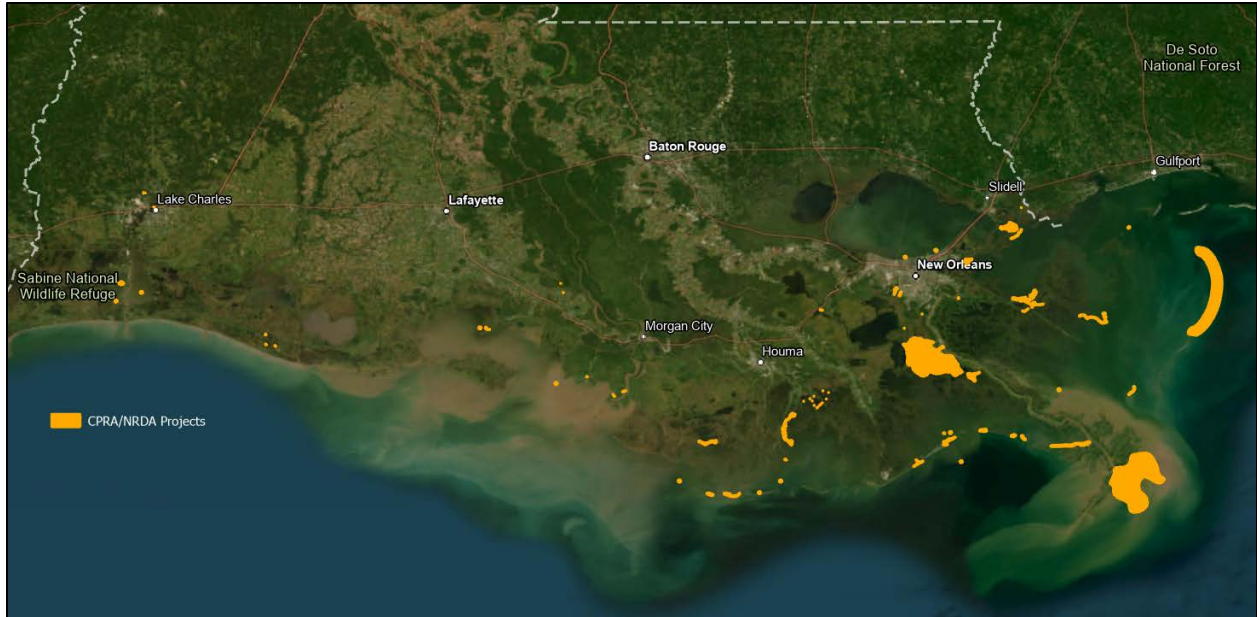 De Soto
National Forest
Baton Rouge
Gulfport
Slidell
Lake Charles
Lafayette
New Orleans
Sabine National
Wildlife Refuge
Morgan City
Houma
CPRA/NRDA Projects